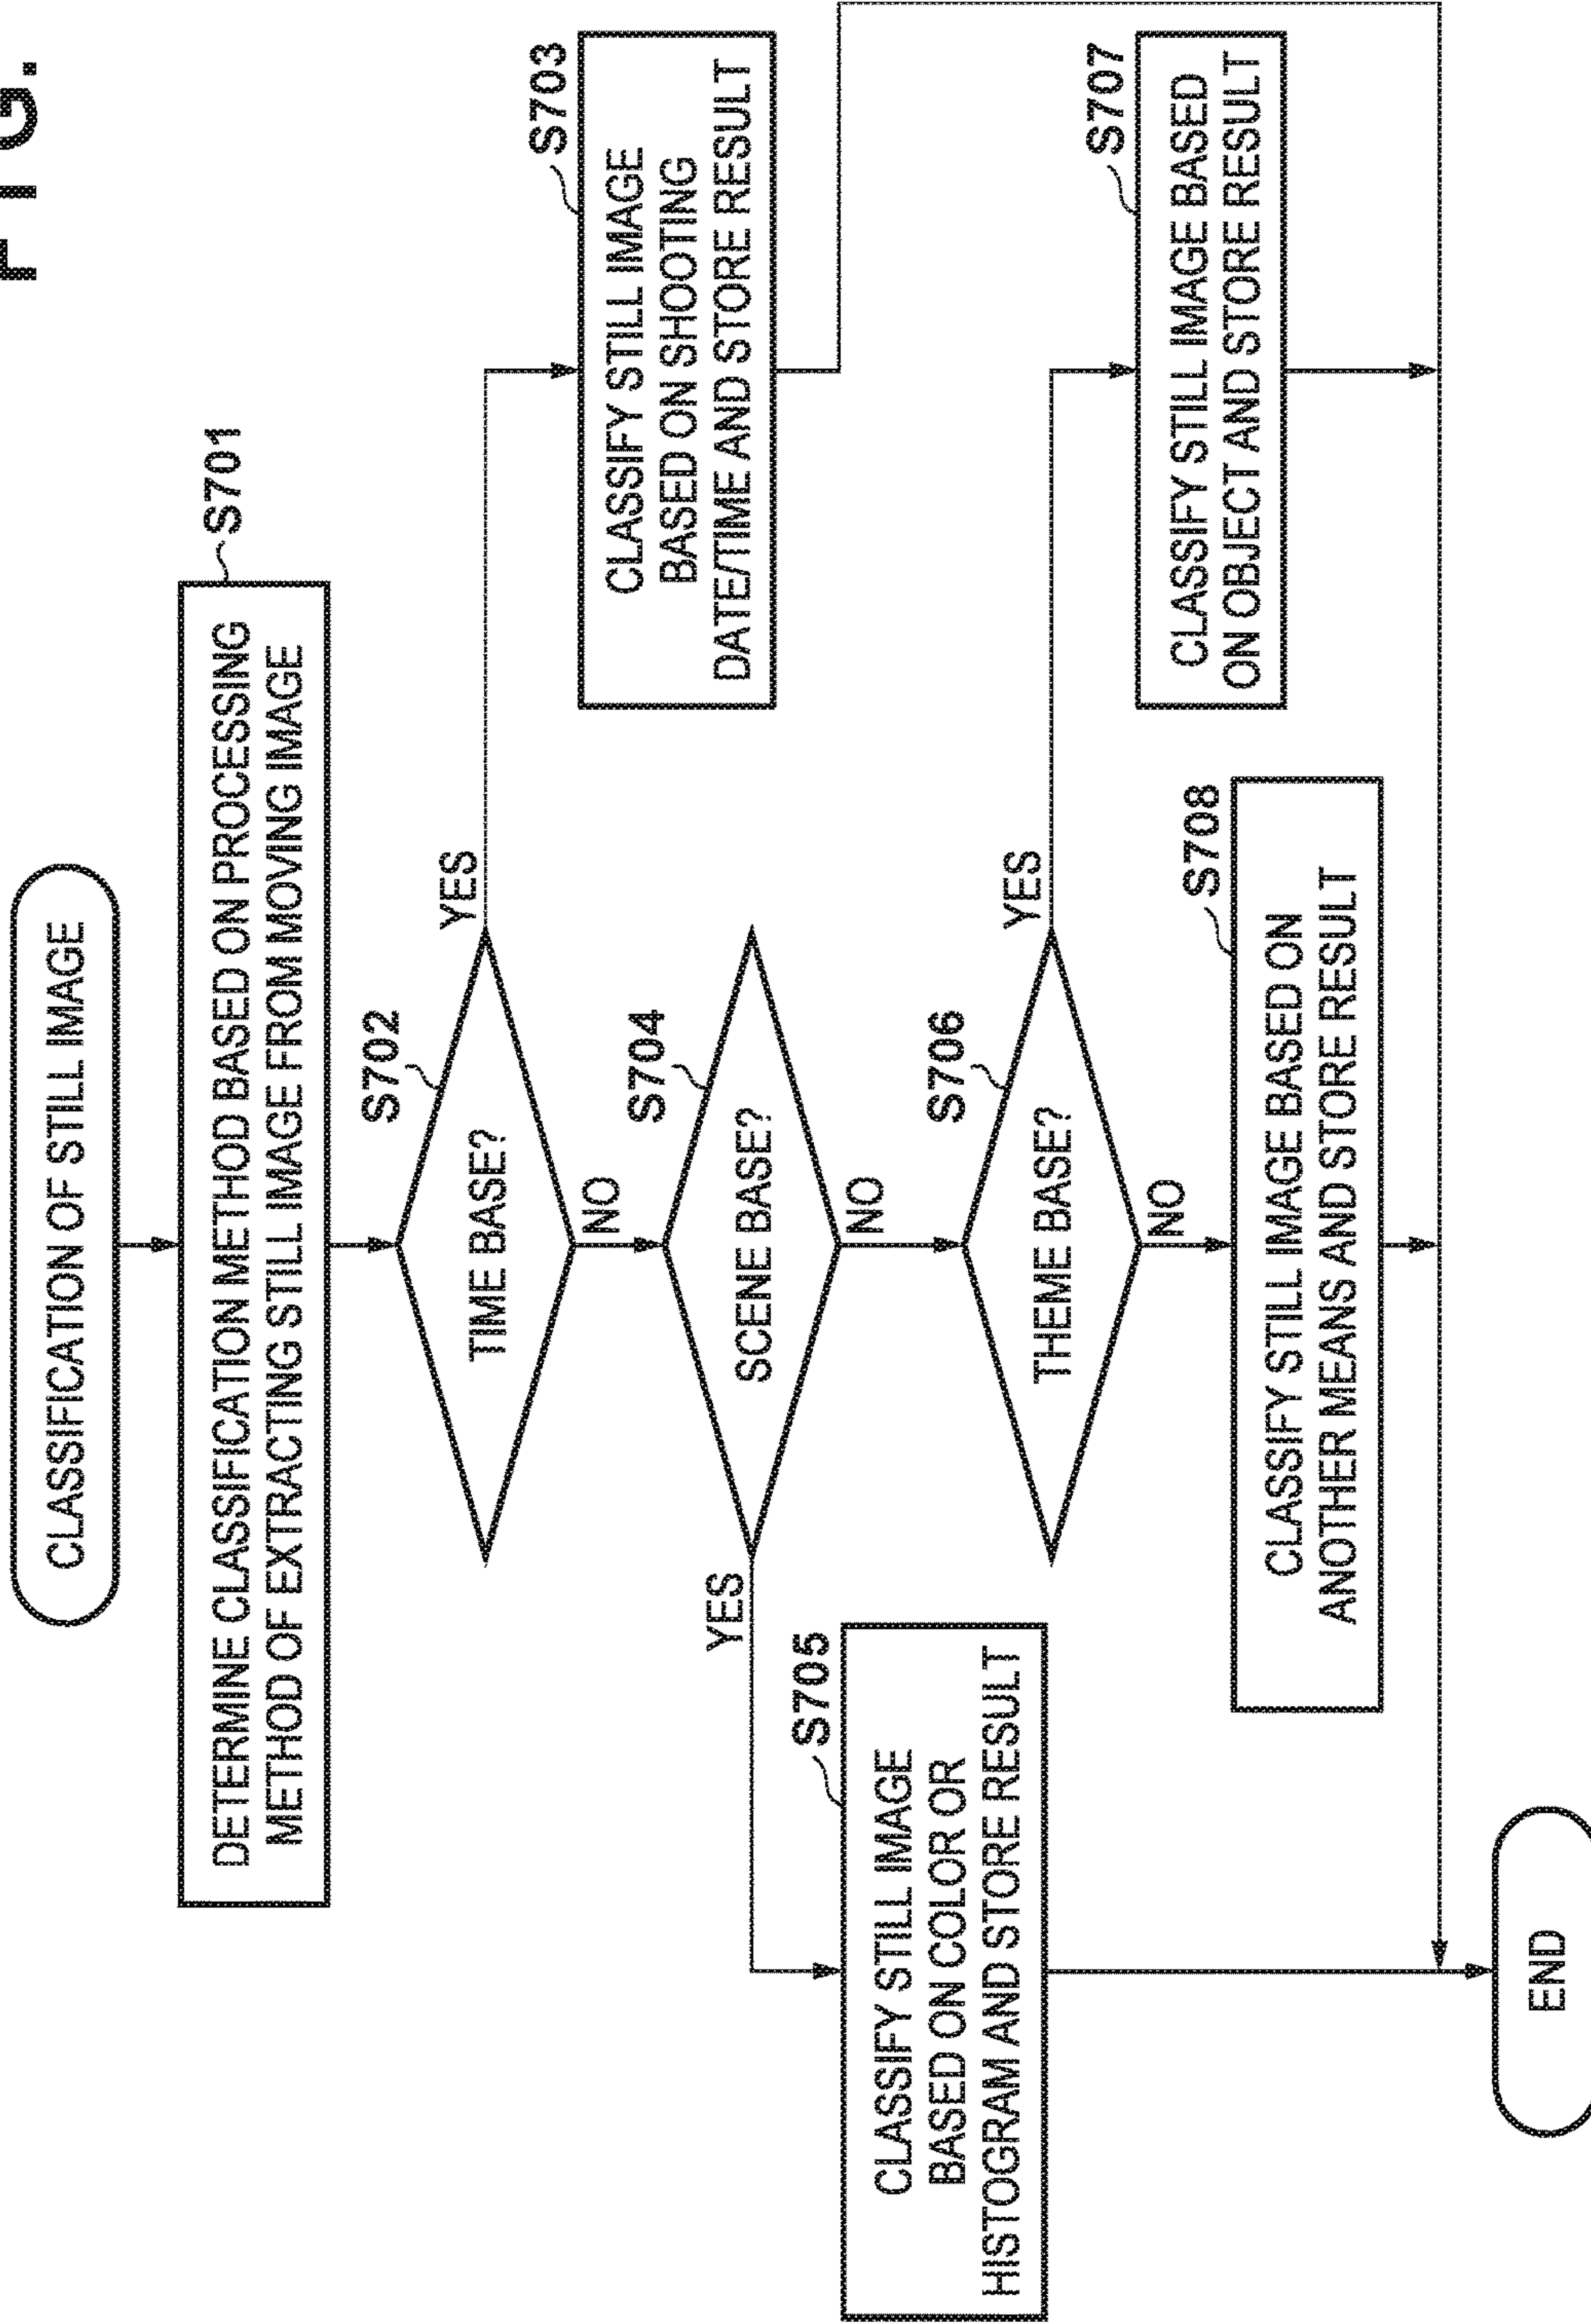 FIG.
CLASSIFICATION OF STILL IMAGE
S701
DETERMINE CLASSIFICATION METHOD BASED ON PROCESSING
METHOD OF EXTRACTING STILL IMAGE FROM MOVING IMAGE
S702
TIME BASE?
YES
NO
S703
CLASSIFY STILL IMAGE
BASED ON SHOOTING
DATE/TIME AND STORE RESULT
S704
SCENE BASE?
YES
NO
S705
CLASSIFY STILL IMAGE
BASED ON COLOR OR
HISTOGRAM AND STORE RESULT
S706
THEME BASE?
YES
NO
S707
CLASSIFY STILL IMAGE BASED
ON OBJECT AND STORE RESULT
S708
CLASSIFY STILL IMAGE BASED ON
ANOTHER MEANS AND STORE RESULT
END